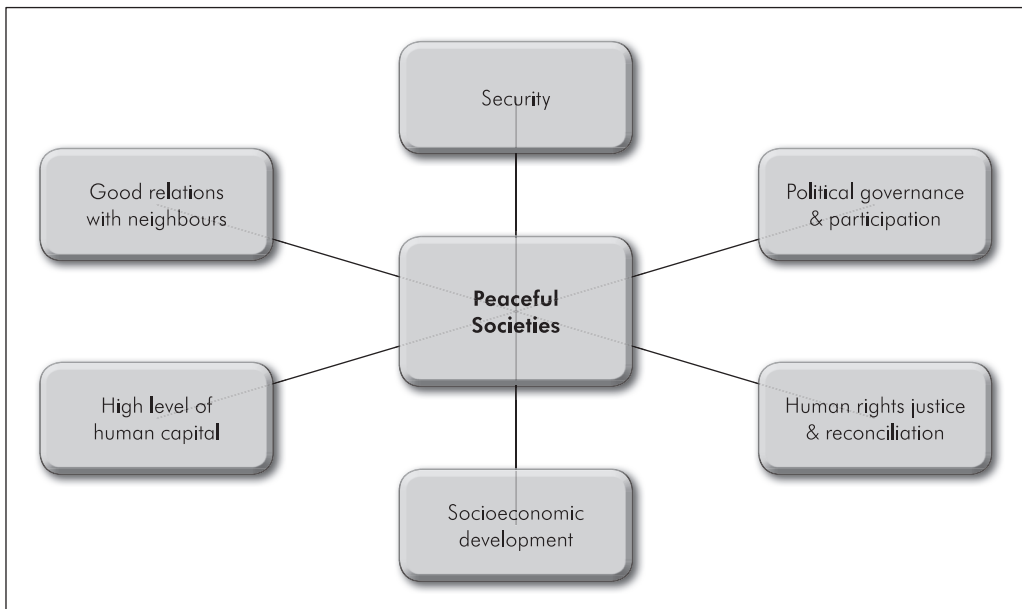 Security
Good relations
with neighbours
Political governance
& participation
Peaceful
Societies
High level of
human capital
Human rights justice
& reconciliation
Socioeconomic
development